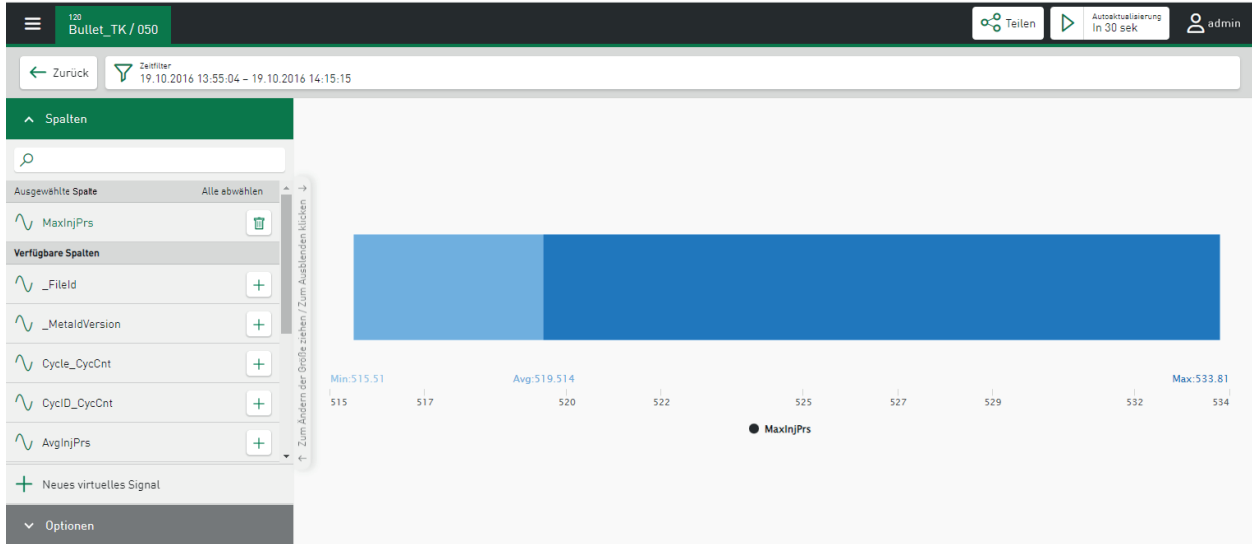 120
Bullet_TK / 050
Teilen
Autoaktualisierung
In 30 sek
admin
Zurück
Zeitfilter
19.10.2016 13:55:04 – 19.10.2016 14:15:15
Spalten
Ausgewählte Spalte Alle abwählen
MaxInjPrs
Verfügbare Spalten
_FileId
_MetaIdVersion
Cycle_CycCnt
CycID_CycCnt
AvgInjPrs
Neues virtuelles Signal
Optionen
← Zum Ändern der Größe ziehen / Zum Ausblenden klicken →
Min:515.51 Avg:519.514 Max:533.81
515 517 520 522 525 527 529 532 534
MaxInjPrs